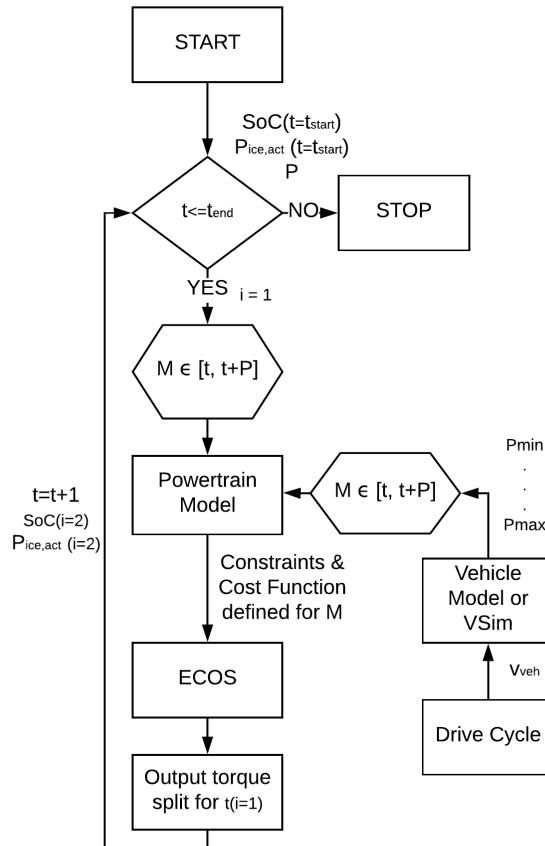 START
SoC(t=tstart)
Pice,act (t=tstart)
P
t<=tend
NO
STOP
YES
i = 1
M ϵ [t, t+P]
Powertrain
Model
M ϵ [t, t+P]
Pmin
.
.
.
Pmax
t=t+1
SoC(i=2)
Pice,act (i=2)
Constraints &
Cost Function
defined for M
Vehicle
Model or
VSim
vveh
ECOS
Drive Cycle
Output torque
split for t(i=1)